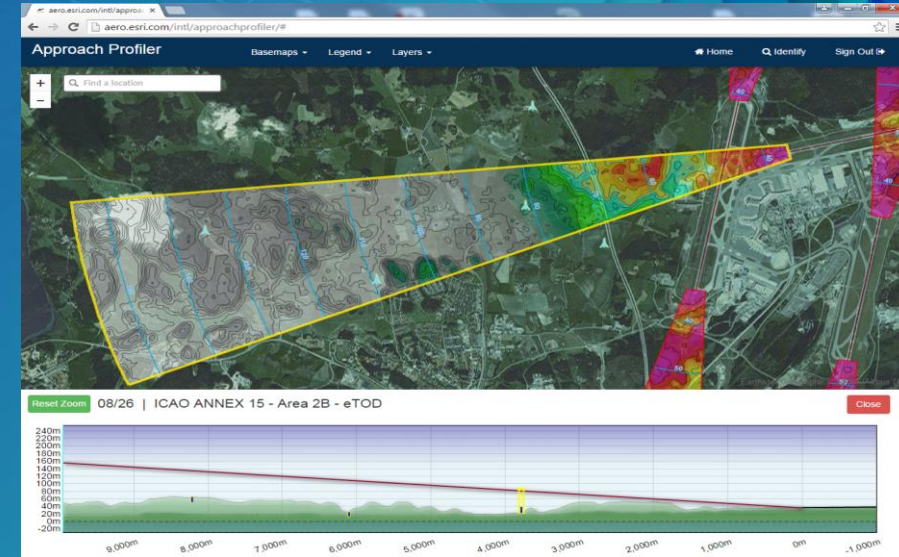 aero.esri.com/intl/approac
aero.esri.com/intl/approachprofiler/#
Approach Profiler
Basemaps
Legend
Layers
Home
Identify
Sign Out
+
Find a location
−
Reset Zoom
08/26 | ICAO ANNEX 15 - Area 2B - eTOD
Close
240m
220m
200m
180m
160m
140m
120m
100m
80m
60m
40m
20m
0m
-20m
9,000m
8,000m
7,000m
6,000m
5,000m
4,000m
3,000m
2,000m
1,000m
0m
-1,000m